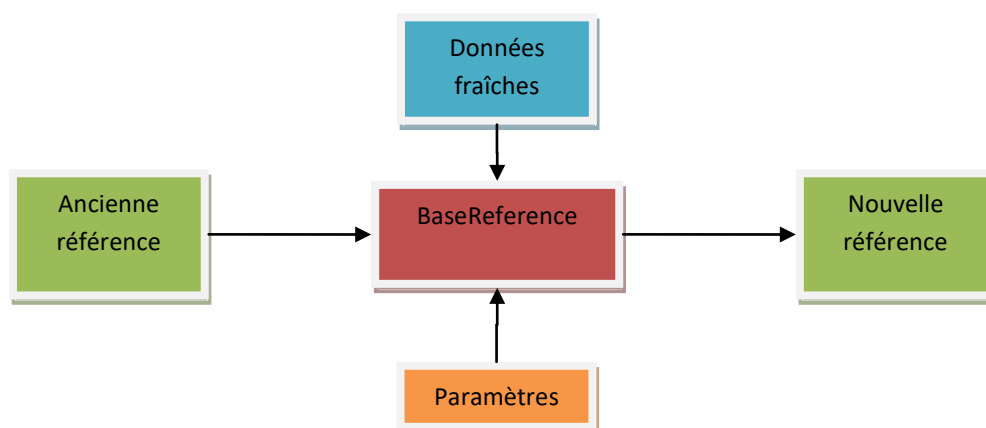 Données
fraîches
Ancienne
référence
BaseReference
Nouvelle
référence
Paramètres